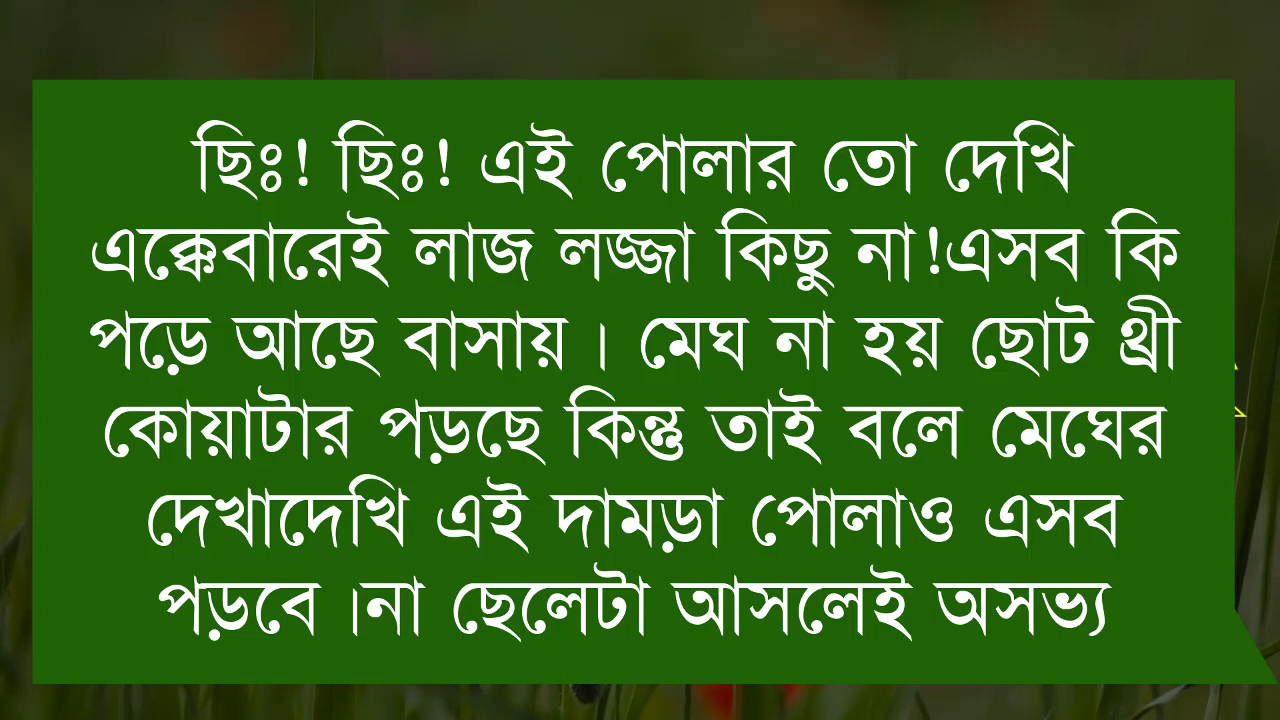 ছিঃ! ছিঃ! এই পোলার তো দেখি
এক্কেবারেই লাজ লজ্জা কিছু না!এসব কি
পড়ে আছে বাসায় । মেঘ না হয় ছোট থ্রী
কোয়াটার পড়ছে কিন্তু তাই বলে মেঘের
দেখাদেখি এই দামড়া পোলাও এসব
পড়বে ।না ছেলেটা আসলেই অসভ্য